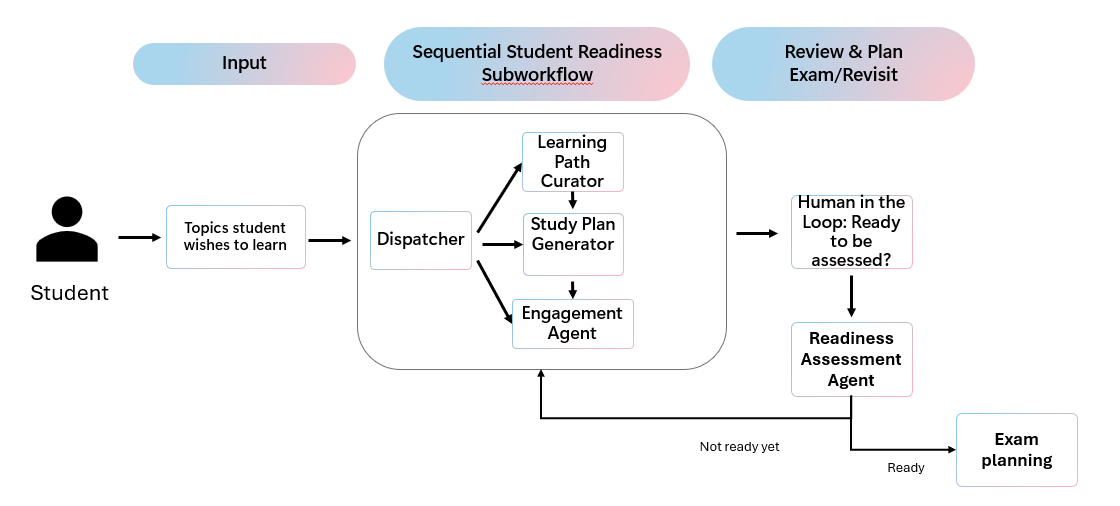 Input
Sequential Student Readiness
Subworkflow
Review & Plan
Exam/Revisit
Student
Topics student
wishes to learn
Dispatcher
Learning
Path
Curator
Study Plan
Generator
Engagement
Agent
Human in the
Loop: Ready
to be
assessed?
Readiness
Assessment
Agent
Not ready yet
Ready
Exam
planning